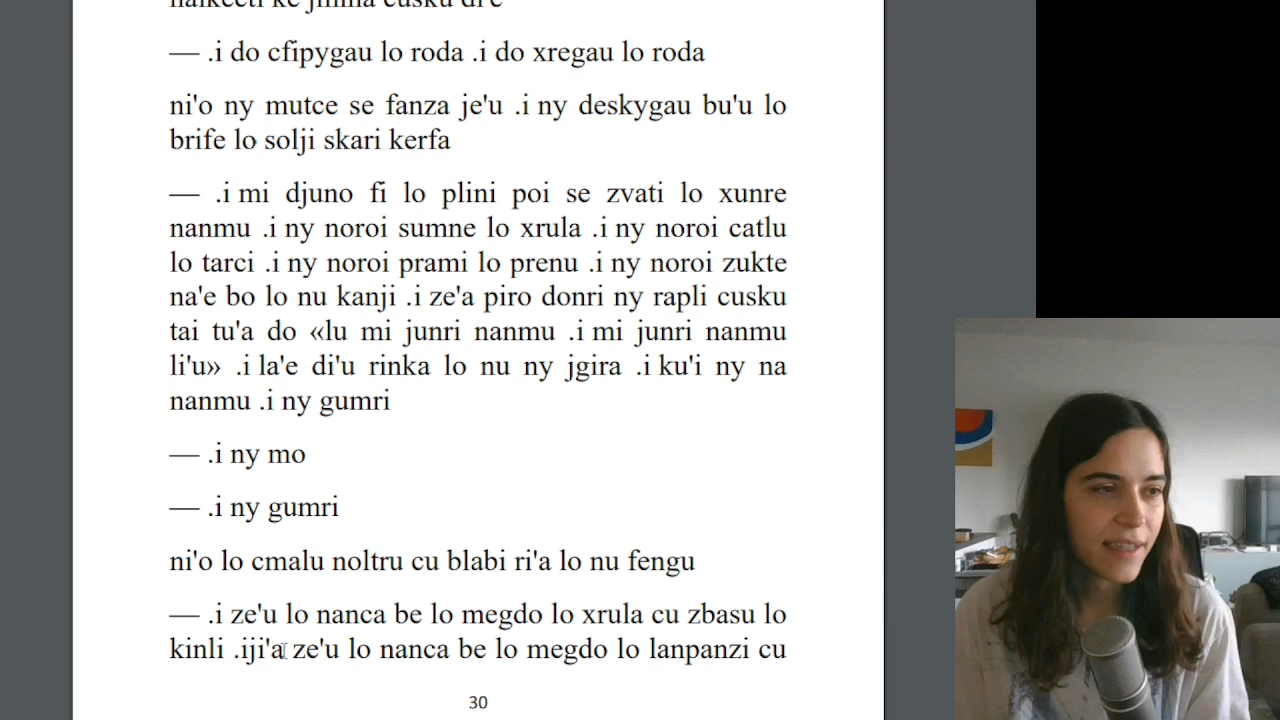 — .i do cfipygau lo roda .i do xregau lo roda
ni'o ny mutce se fanza je'u .i ny deskygau bu'u lo
brife lo solji skari kerfa
— .i mi djuno fi lo plini poi se zvati lo xunre
nanmu .i ny noroi sumne lo xrula .i ny noroi catlu
lo tarci .i ny noroi prami lo prenu .i ny noroi zukte
na'e bo lo nu kanji .i ze'a piro donri ny rapli cusku
tai tu'a do «lu mi junri nanmu .i mi junri nanmu
li'u» .i la'e di'u rinka lo nu ny jgira .i ku'i ny na
nanmu .i ny gumri
— .i ny mo
— .i ny gumri
ni'o lo cmalu noltru cu blabi ri'a lo nu fengu
— .i ze'u lo nanca be lo megdo lo xrula cu zbasu lo
kinli .iji'a ze'u lo nanca be lo megdo lo lanpanzi cu
30